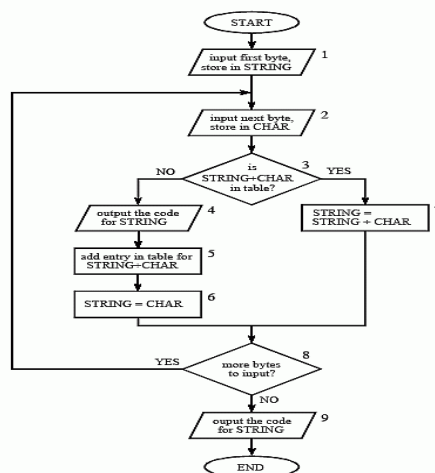 START
1
input first byte,
store in STRING
2
input next byte,
store in CHAR
3
NO
is
STRING+CHAR
in table?
YES
4
output the code
for STRING
STRING =
STRING + CHAR
5
add entry in table for
STRING+CHAR
6
STRING = CHAR
8
YES
more bytes
to input?
NO
9
ouput the code
for STRING
END